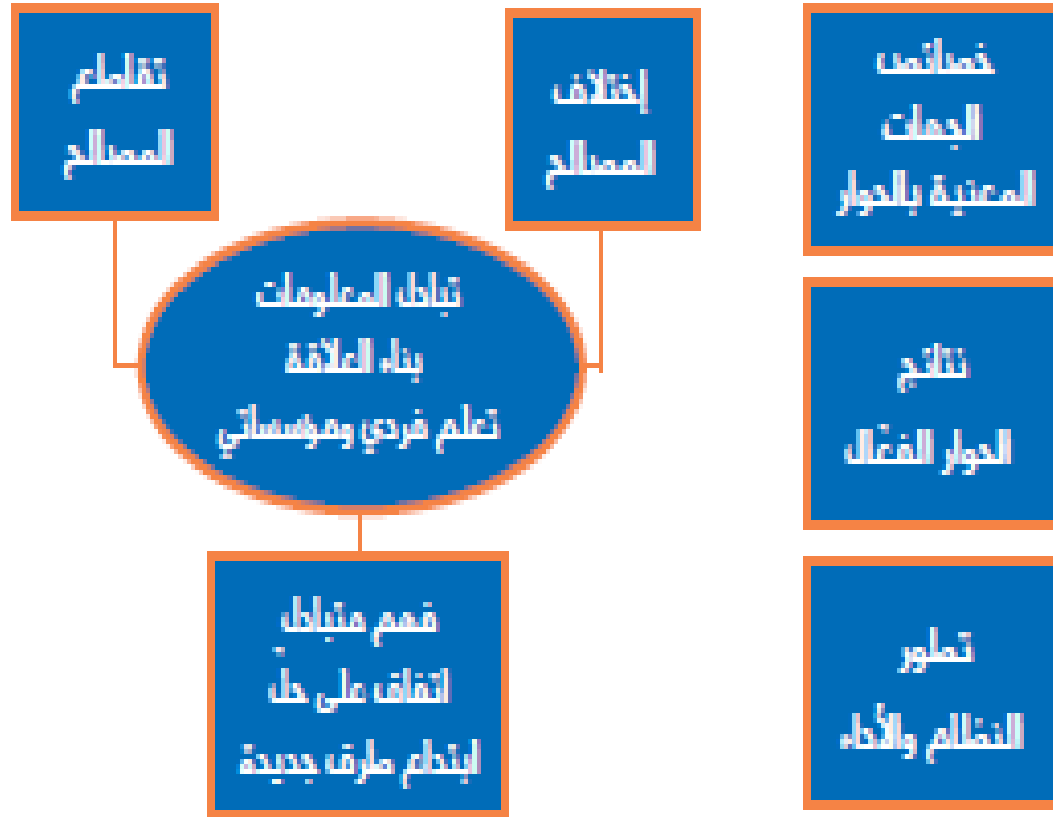 خصائص
الجهات
المعنية بالحوار
إختلاف
المصالح
تقاطع
المصالح
نتائج
الحوار الفعّال
تبادل المعلومات
بناء العلاقة
تعلم فردي ومؤسساتي
تطور
النظام والأداء
فهم متبادل
اتفاق على حل
ابتداع طرق جديدة